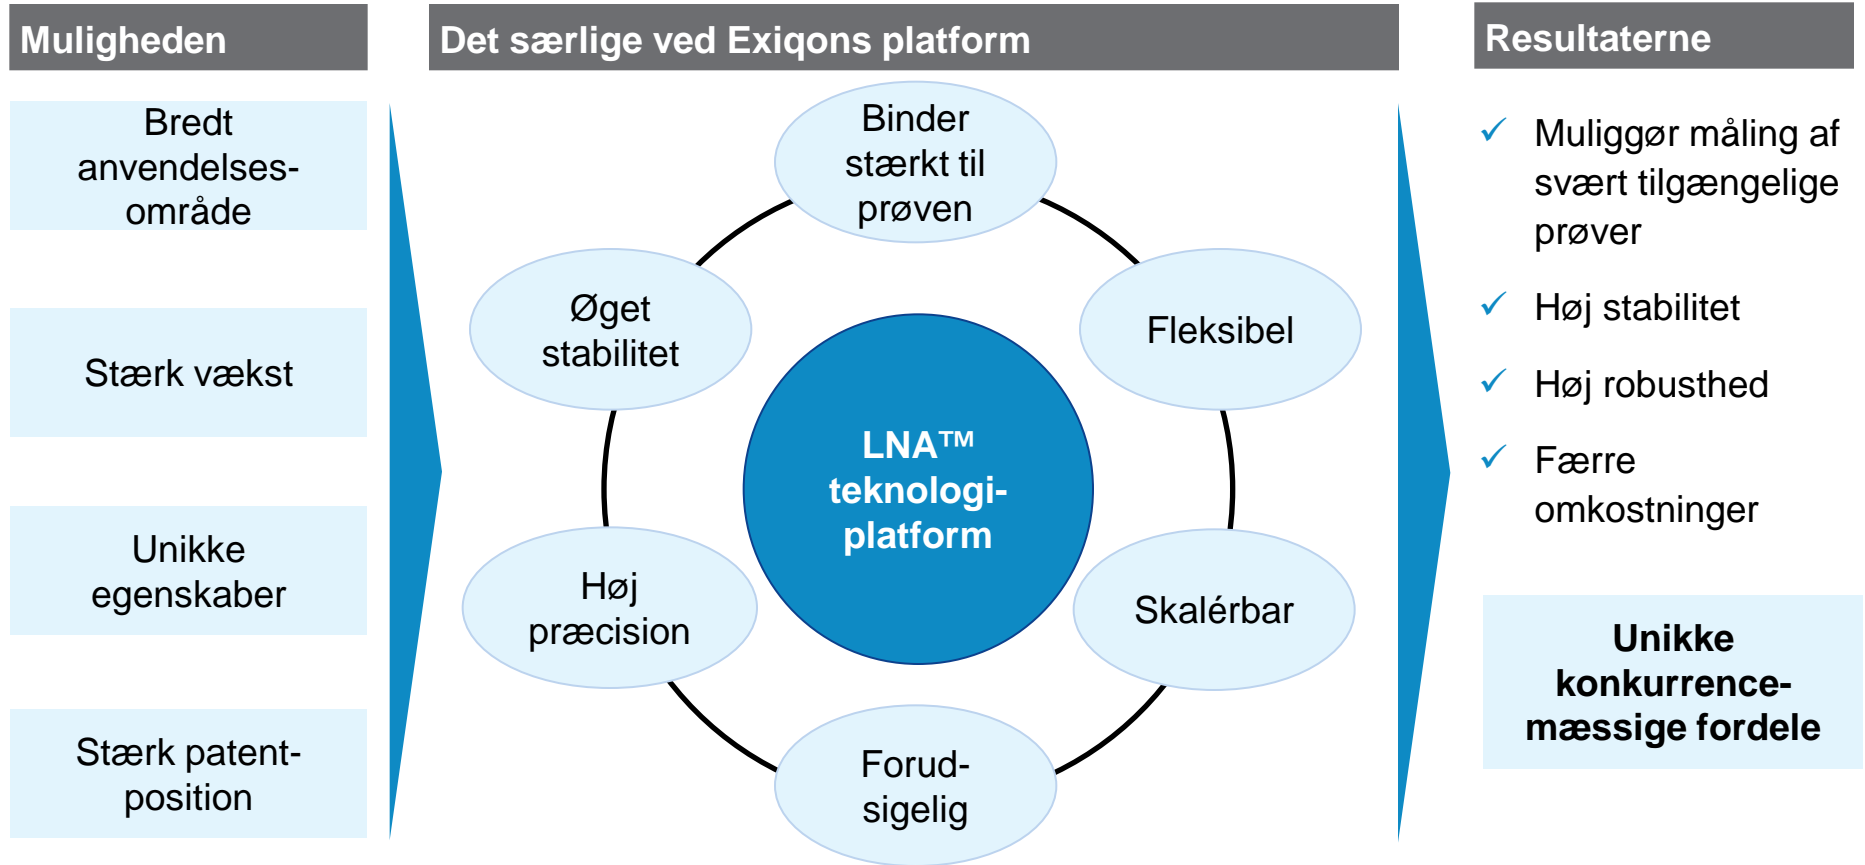 Muligheden
Bredt
anvendelses-
område
Stærk vækst
Unikke
egenskaber
Stærk patent-
position
Det særlige ved Exiqons platform
Binder
stærkt til
prøven
Fleksibel
Skalérbar
Forud-
sigelig
Høj
præcision
Øget
stabilitet
LNA™
teknologi-
platform
Resultaterne
✓ Muliggør måling af
svært tilgængelige
prøver
✓ Høj stabilitet
✓ Høj robusthed
✓ Færre
omkostninger
Unikke
konkurrence-
mæssige fordele